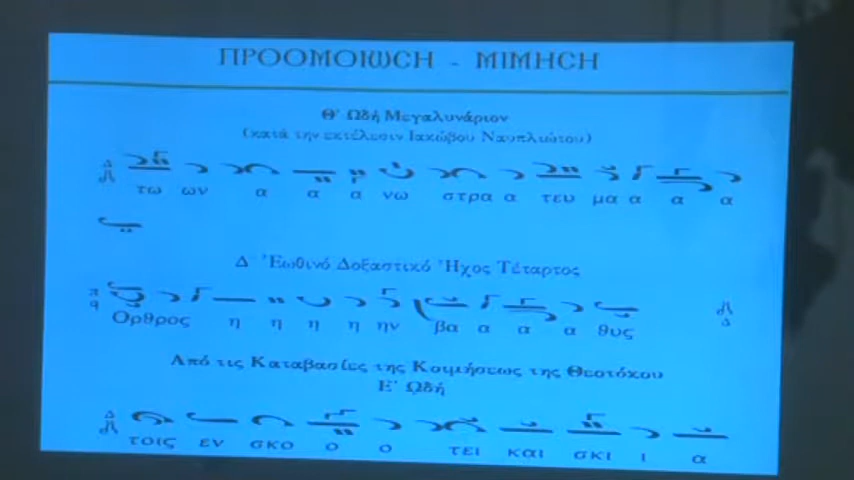 ΠΡΟΟΜΟΙΩΣΗ - ΜΙΜΗΣΗ
Θ' Ωδή Μεγαλυνάριον
(κατά την εκτέλεσιν Ιακώβου Ναυπλιώτου)
τω ων α α α νω στρα α τευ μα α α α
Δ' Εωθινό Δοξαστικό Ήχος Τέταρτος
Ορθρος η η η η ην βα α α α θυς
Από τις Καταβασίες της Κοιμήσεως της Θεοτόκου
Ε' Ωδή
τοις εν σκο ο ο τει και σκι ι α